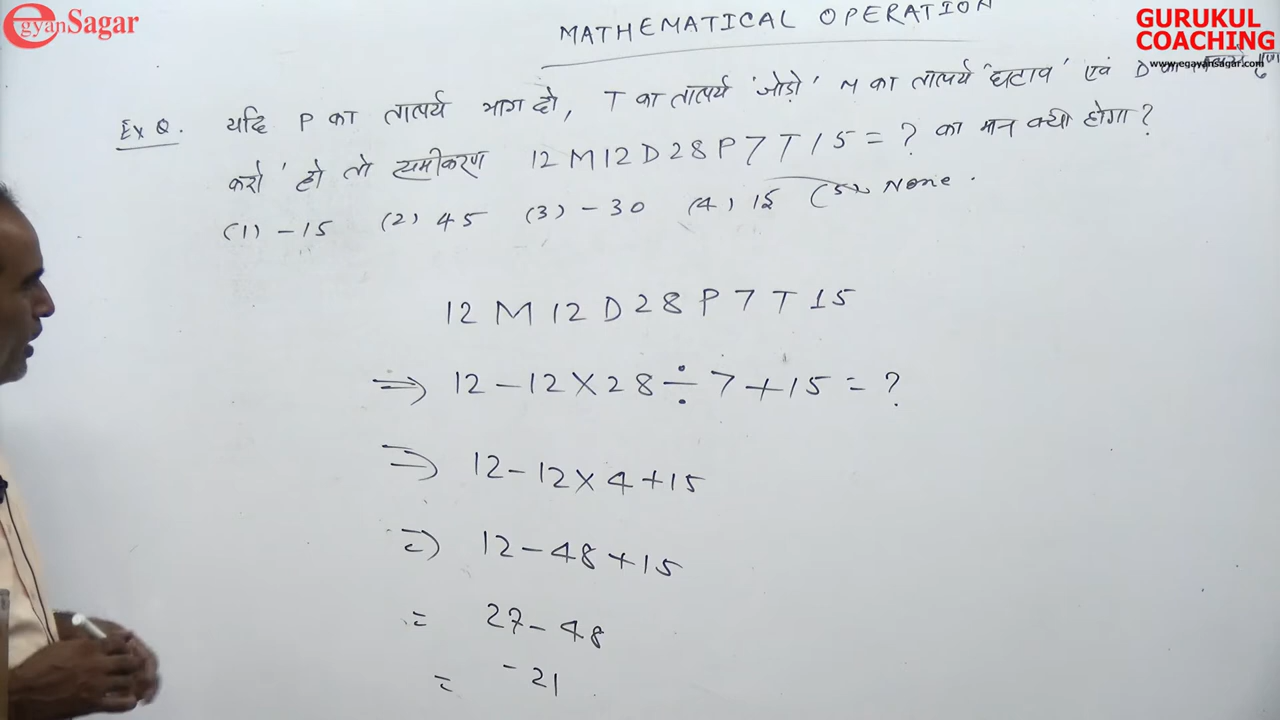 egyanSagar
MATHEMATICAL OPERATION
GURUKUL
COACHING
www.egayansagar.com
Ex Q. यदि P का तात्पर्य भाग दो, T का तात्पर्य 'जोड़ो' M का तात्पर्य 'घटाव' एवं D
करो' हो तो समीकरण 12 M 12 D 28 P 7 T 15 = ? का मान क्या होगा?
(1) -15 (2) 45 (3) -30 (4) 15 (5) None.
12 M 12 D 28 P 7 T 15
⇒ 12 - 12 × 28 ÷ 7 + 15 = ?
⇒ 12 - 12 × 4 + 15
⇒ 12 - 48 + 15
= 27 - 48
= -21